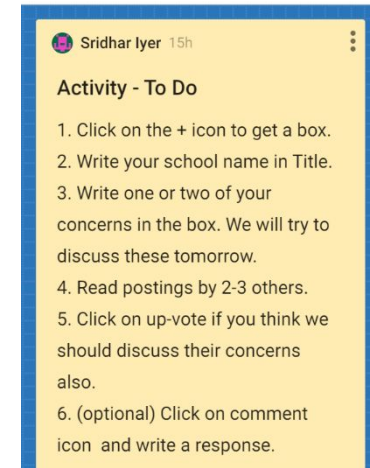 Sridhar Iyer 15h
Activity - To Do
1. Click on the + icon to get a box.
2. Write your school name in Title.
3. Write one or two of your
concerns in the box. We will try to
discuss these tomorrow.
4. Read postings by 2-3 others.
5. Click on up-vote if you think we
should discuss their concerns
also.
6. (optional) Click on comment
icon and write a response.